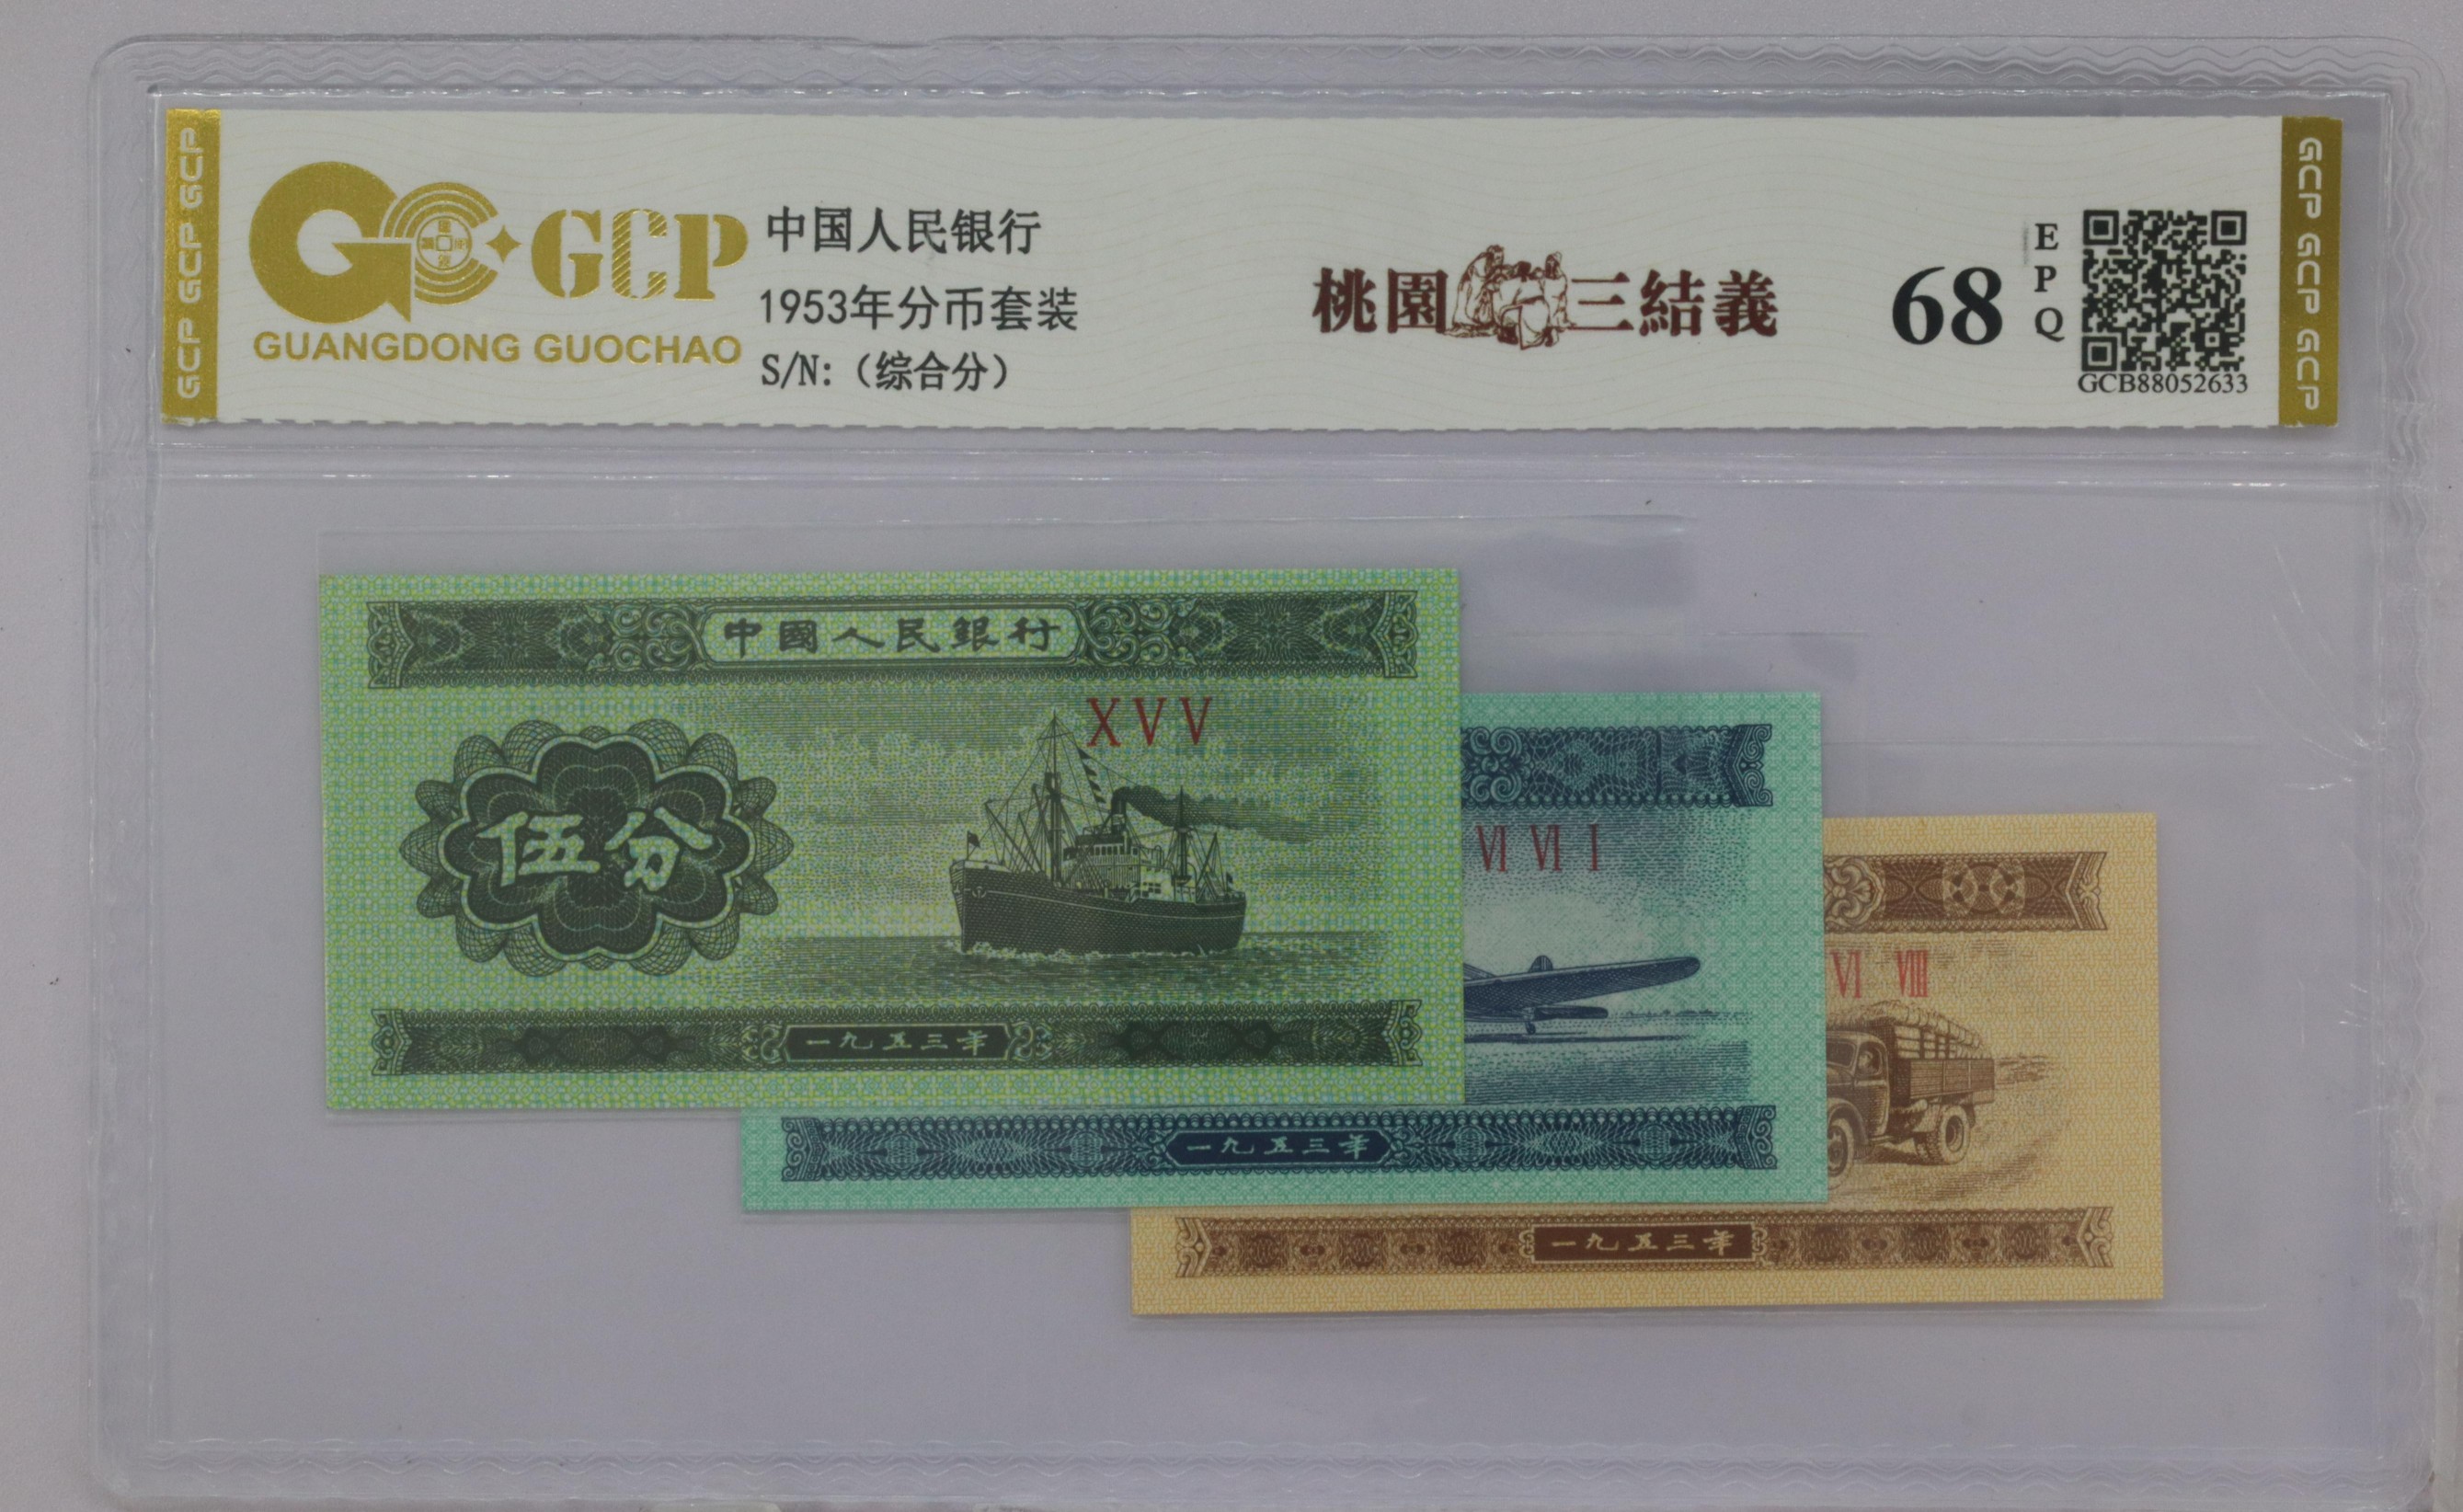 GCP GCP GCP
GCP
GUANGDONG GUOCHAO
中国人民银行
1953年分币套装
S/N:（综合分）
桃園三結義
68
EPQ
GCB88052633
GCP GCP GCP
中國人民銀行
XVV
伍分
一九五三年
VI VI I
一九五三年
VI VIII
一九五三年